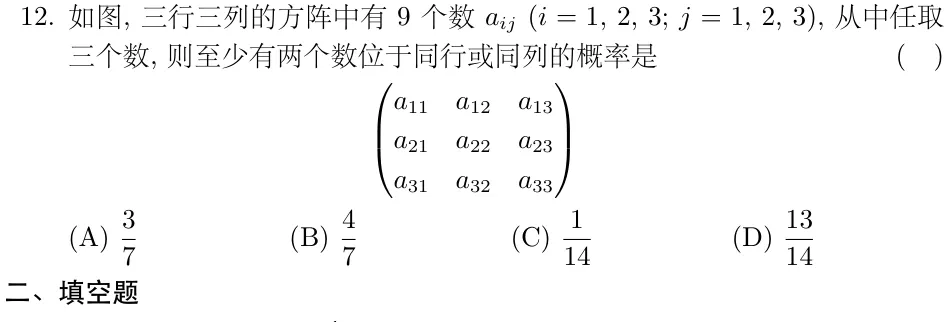 12. 如图, 三行三列的方阵中有 9 个数 a_{ij} (i = 1, 2, 3; j = 1, 2, 3), 从中任取
三个数, 则至少有两个数位于同行或同列的概率是 ( )
a_{11} a_{12} a_{13}
a_{21} a_{22} a_{23}
a_{31} a_{32} a_{33}
(A) 3/7 (B) 4/7 (C) 1/14 (D) 13/14
二、填空题